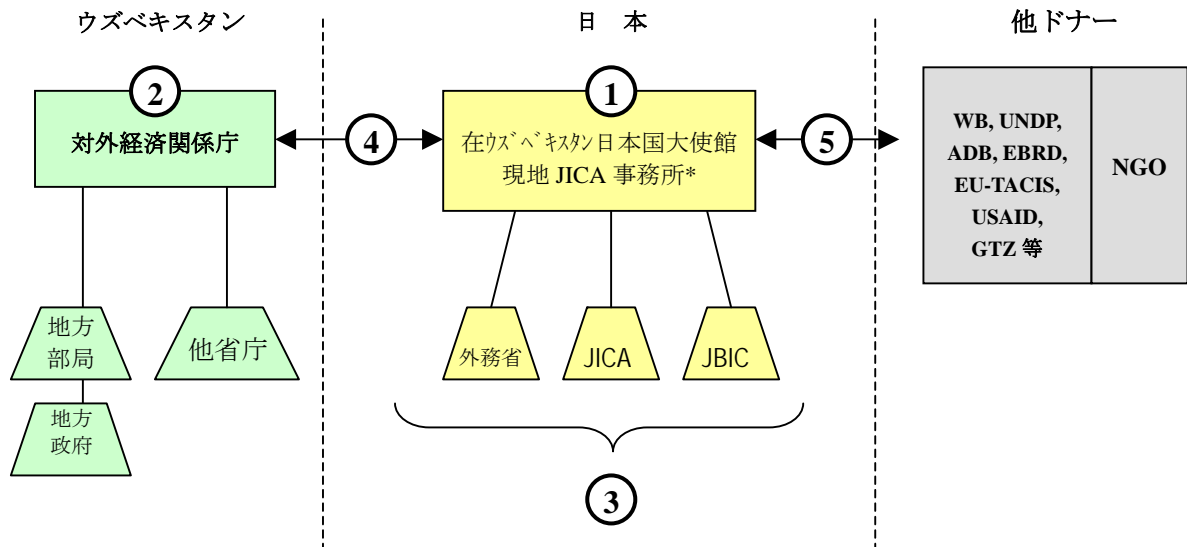 ウズベキスタン
日 本
他ドナー
②
対外経済関係庁
地方
部局
地方
政府
他省庁
④
①
在ウズベキスタン日本国大使館
現地 JICA 事務所*
外務省
JICA
JBIC
③
⑤
WB, UNDP,
ADB, EBRD,
EU-TACIS,
USAID,
GTZ 等
NGO